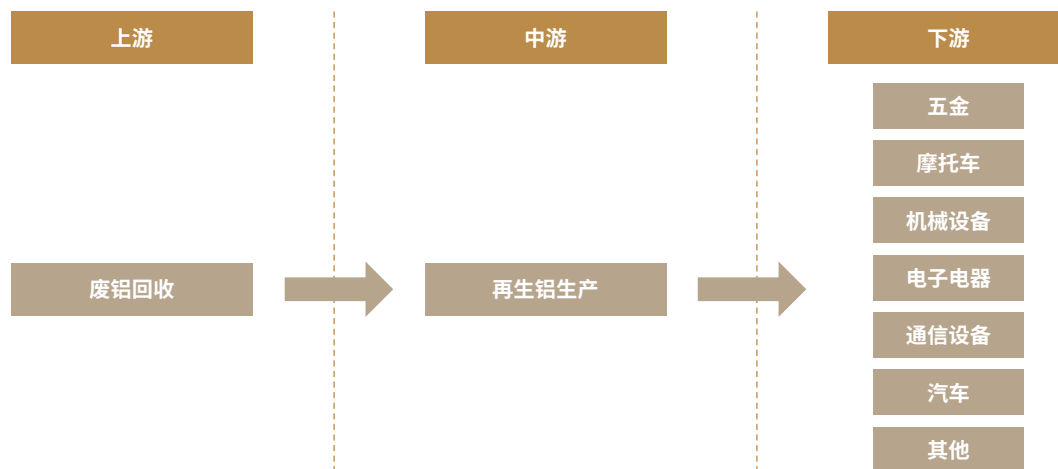 上游
中游
下游
五金
摩托车
机械设备
废铝回收
再生铝生产
电子电器
通信设备
汽车
其他